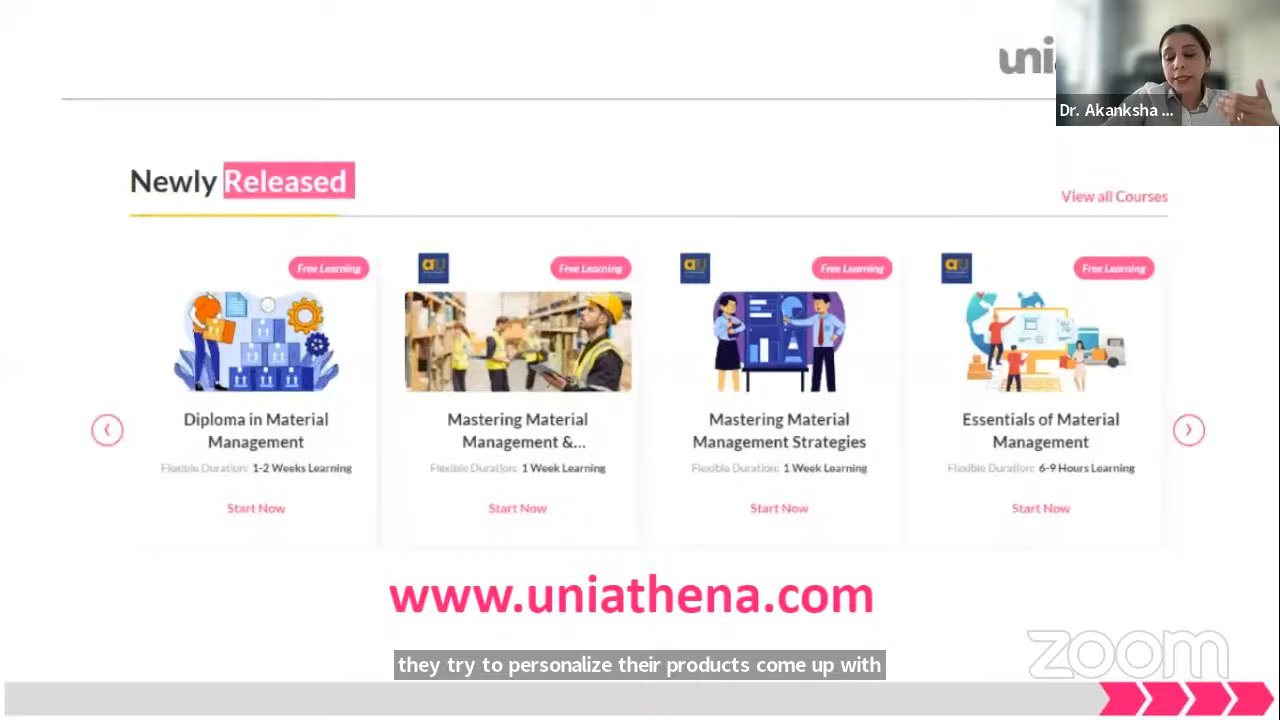 uni
Dr. Akanksha ...
Newly Released
View all Courses
Free Learning
Free Learning
Free Learning
Free Learning
Diploma in Material
Management
Flexible Duration: 1-2 Weeks Learning
Start Now
Mastering Material
Management &...
Flexible Duration: 1 Week Learning
Start Now
Mastering Material
Management Strategies
Flexible Duration: 1 Week Learning
Start Now
Essentials of Material
Management
Flexible Duration: 6-9 Hours Learning
Start Now
www.uniathena.com
they try to personalize their products come up with
zoom